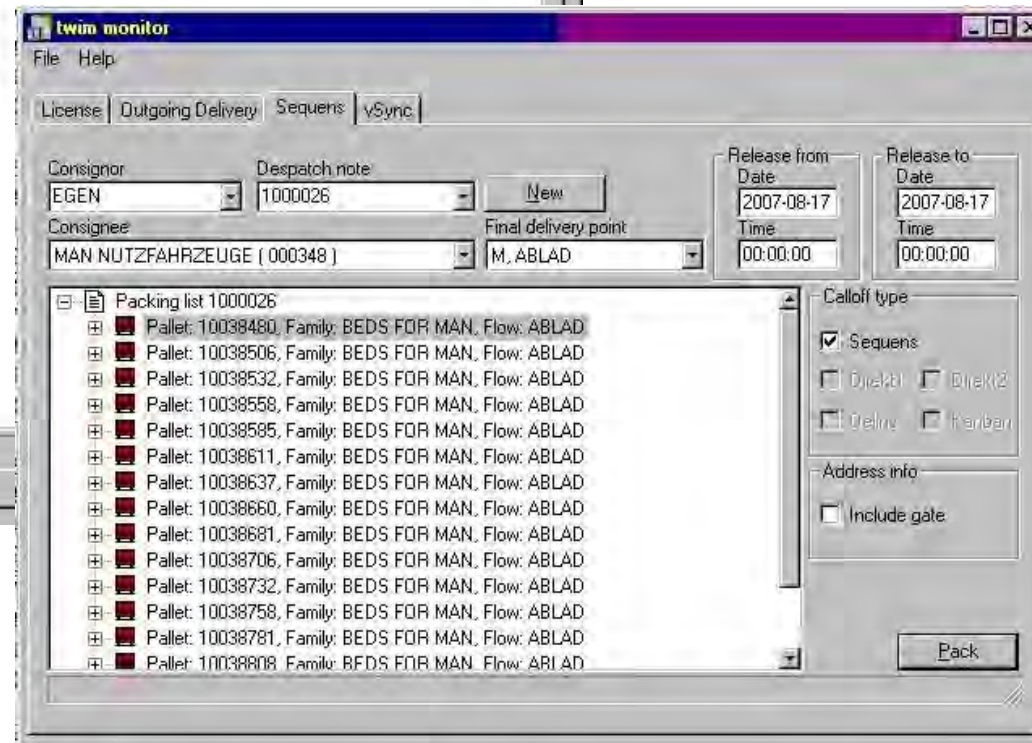 twim monitor
File Help
License Outgoing Delivery Sequens vSync
Consignor Despatch note
EGEN 1000026 New
Consignee Final delivery point
MAN NUTZFAHRZEUGE ( 000348 ) M, ABLAD
Release from
Date
2007-08-17
Time
00:00:00
Release to
Date
2007-08-17
Time
00:00:00
Packing list 1000026
Pallet: 10038480, Family: BEDS FOR MAN, Flow: ABLAD
Pallet: 10038506, Family: BEDS FOR MAN, Flow: ABLAD
Pallet: 10038532, Family: BEDS FOR MAN, Flow: ABLAD
Pallet: 10038558, Family: BEDS FOR MAN, Flow: ABLAD
Pallet: 10038585, Family: BEDS FOR MAN, Flow: ABLAD
Pallet: 10038611, Family: BEDS FOR MAN, Flow: ABLAD
Pallet: 10038637, Family: BEDS FOR MAN, Flow: ABLAD
Pallet: 10038660, Family: BEDS FOR MAN, Flow: ABLAD
Pallet: 10038681, Family: BEDS FOR MAN, Flow: ABLAD
Pallet: 10038706, Family: BEDS FOR MAN, Flow: ABLAD
Pallet: 10038732, Family: BEDS FOR MAN, Flow: ABLAD
Pallet: 10038758, Family: BEDS FOR MAN, Flow: ABLAD
Pallet: 10038781, Family: BEDS FOR MAN, Flow: ABLAD
Pallet: 10038808, Family: BEDS FOR MAN, Flow: ABLAD
Calloff type
Sequens
Direkt1 Direkt2
Kanban
Address info
Include gate
Pack